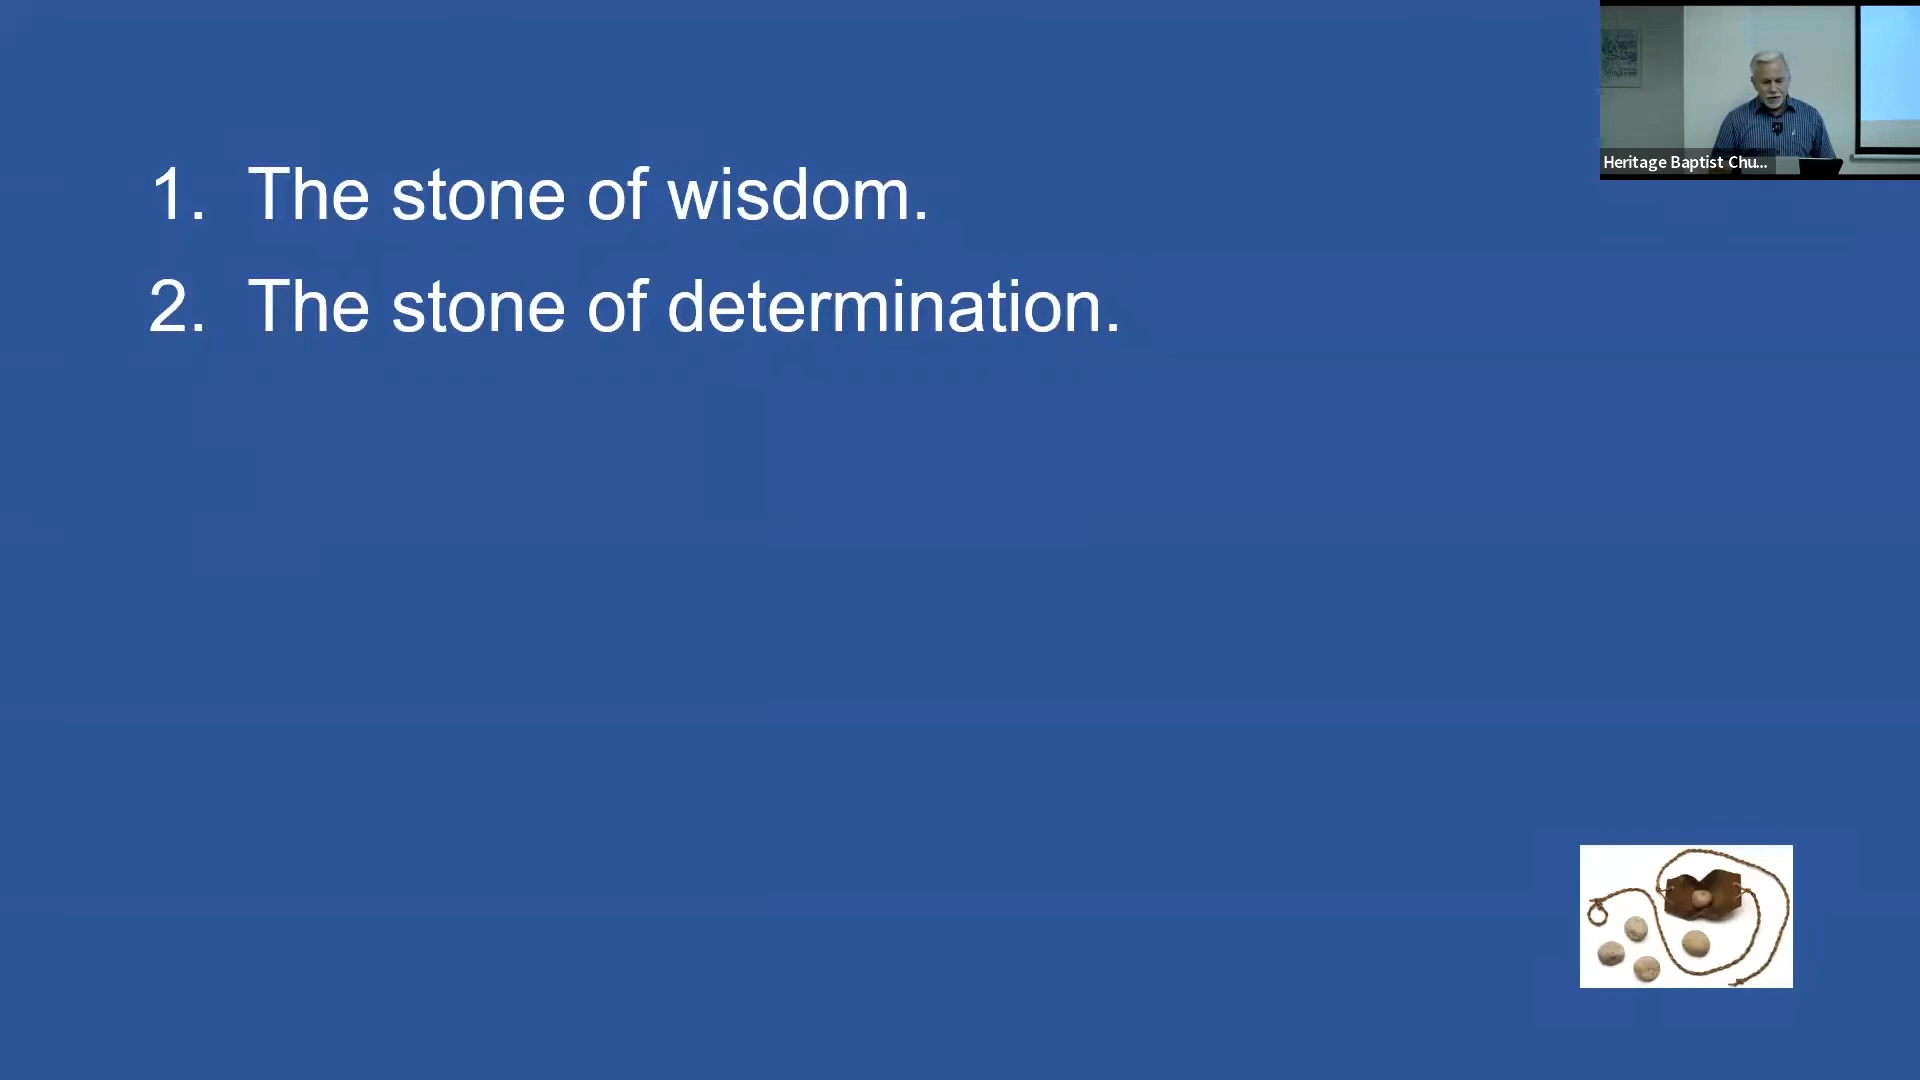 1. The stone of wisdom.
2. The stone of determination.
Heritage Baptist Chu...